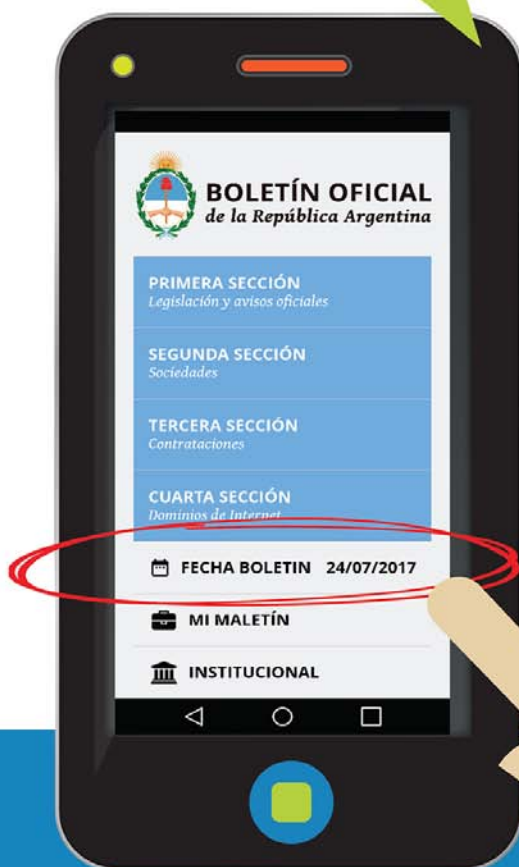 BOLETÍN OFICIAL
de la República Argentina
PRIMERA SECCIÓN
Legislación y avisos oficiales
SEGUNDA SECCIÓN
Sociedades
TERCERA SECCIÓN
Contrataciones
CUARTA SECCIÓN
Dominios de Internet
FECHA BOLETIN 24/07/2017
MI MALETÍN
INSTITUCIONAL